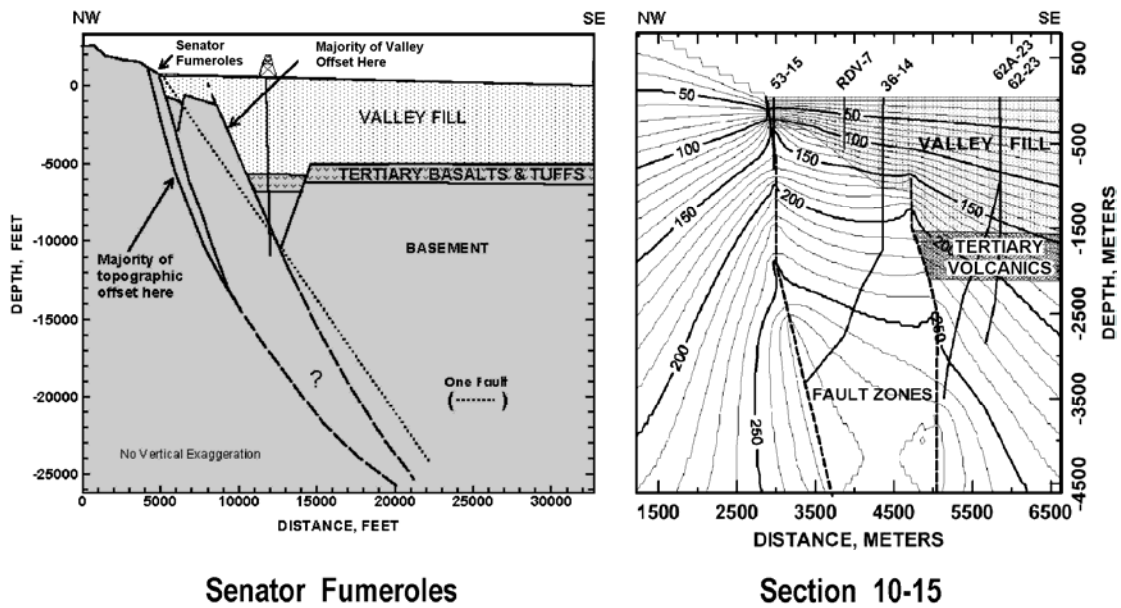 NW
SE
Senator
Fumeroles
Majority of Valley
Offset Here
VALLEY FILL
TERTIARY BASALTS & TUFFS
BASEMENT
Majority of
topographic
offset here
?
One Fault
( ............ )
No Vertical Exaggeration
0
-5000
-10000
-15000
-20000
-25000
DEPTH, FEET
0 5000 10000 15000 20000 25000 30000
DISTANCE, FEET
Senator Fumeroles
NW
SE
53-15
RDV-7
36-14
62A-23
62-23
50
50
100
100
VALLEY FILL
150
150
150
200
200
200
TERTIARY
VOLCANICS
250
250
FAULT ZONES
500
-500
-1500
-2500
-3500
-4500
DEPTH, METERS
1500 2500 3500 4500 5500 6500
DISTANCE, METERS
Section 10-15